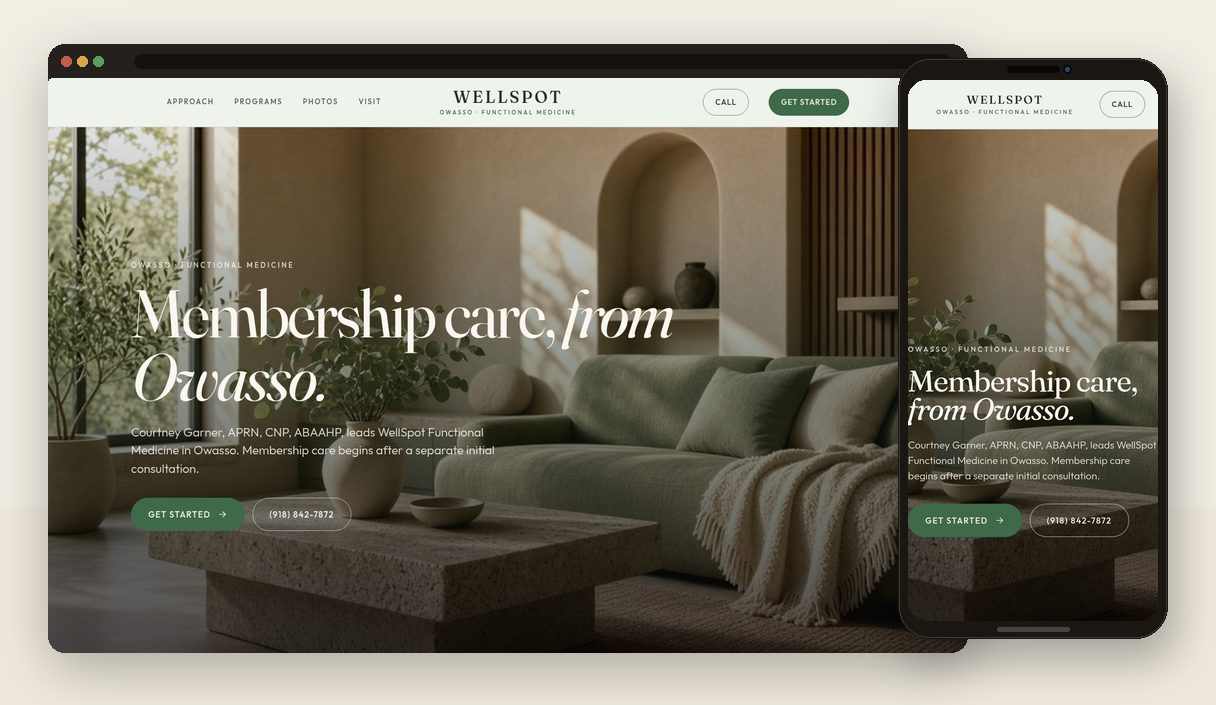 APPROACH PROGRAMS PHOTOS VISIT
WELLSPOT
OWASSO · FUNCTIONAL MEDICINE
CALL
GET STARTED
OWASSO · FUNCTIONAL MEDICINE
Membership care, from
Owasso.
Courtney Garner, APRN, CNP, ABAAHP, leads WellSpot Functional
Medicine in Owasso. Membership care begins after a separate initial
consultation.
GET STARTED →
(918) 842-7872
WELLSPOT
OWASSO · FUNCTIONAL MEDICINE
CALL
OWASSO · FUNCTIONAL MEDICINE
Membership care,
from Owasso.
Courtney Garner, APRN, CNP, ABAAHP, leads WellSpot
Functional Medicine in Owasso. Membership care
begins after a separate initial consultation.
GET STARTED →
(918) 842-7872